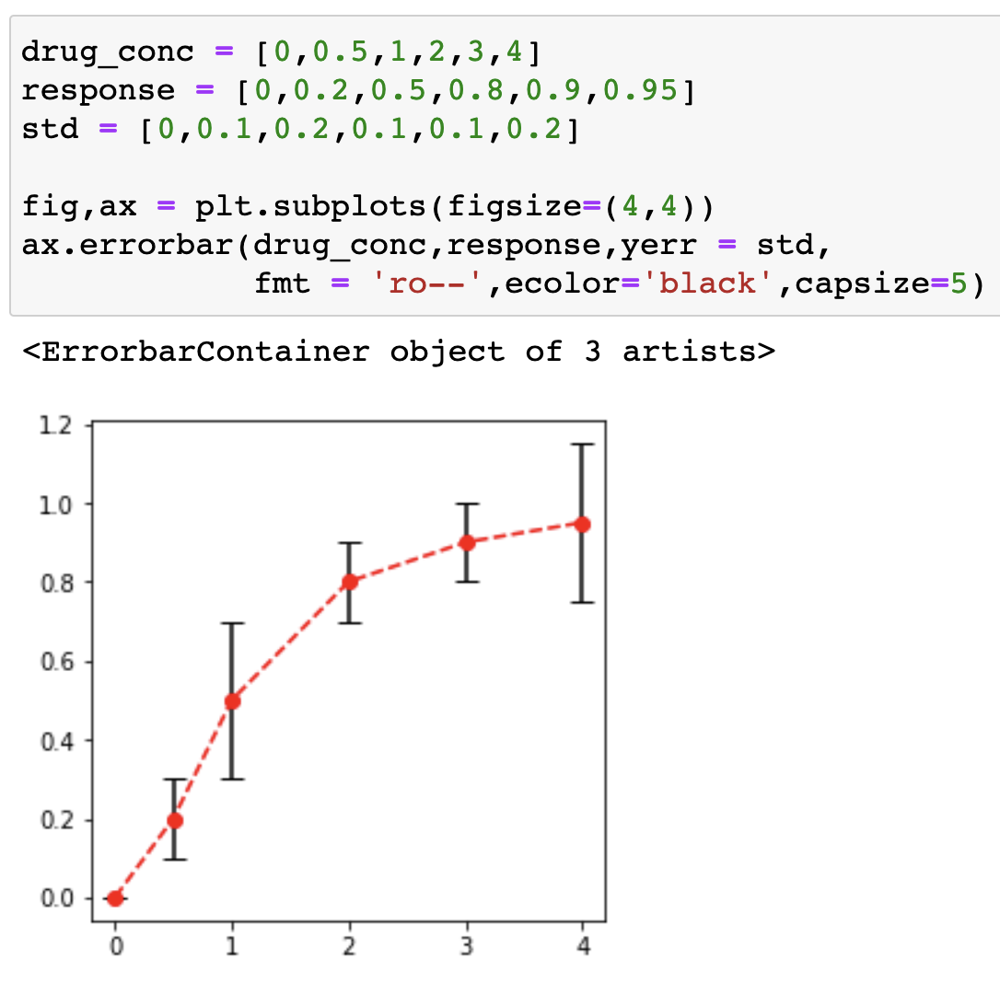 drug_conc = [0,0.5,1,2,3,4]
response = [0,0.2,0.5,0.8,0.9,0.95]
std = [0,0.1,0.2,0.1,0.1,0.2]
fig,ax = plt.subplots(figsize=(4,4))
ax.errorbar(drug_conc,response,yerr = std,
fmt = 'ro--',ecolor='black',capsize=5)
<ErrorbarContainer object of 3 artists>
1.2
1.0
0.8
0.6
0.4
0.2
0.0
0 1 2 3 4